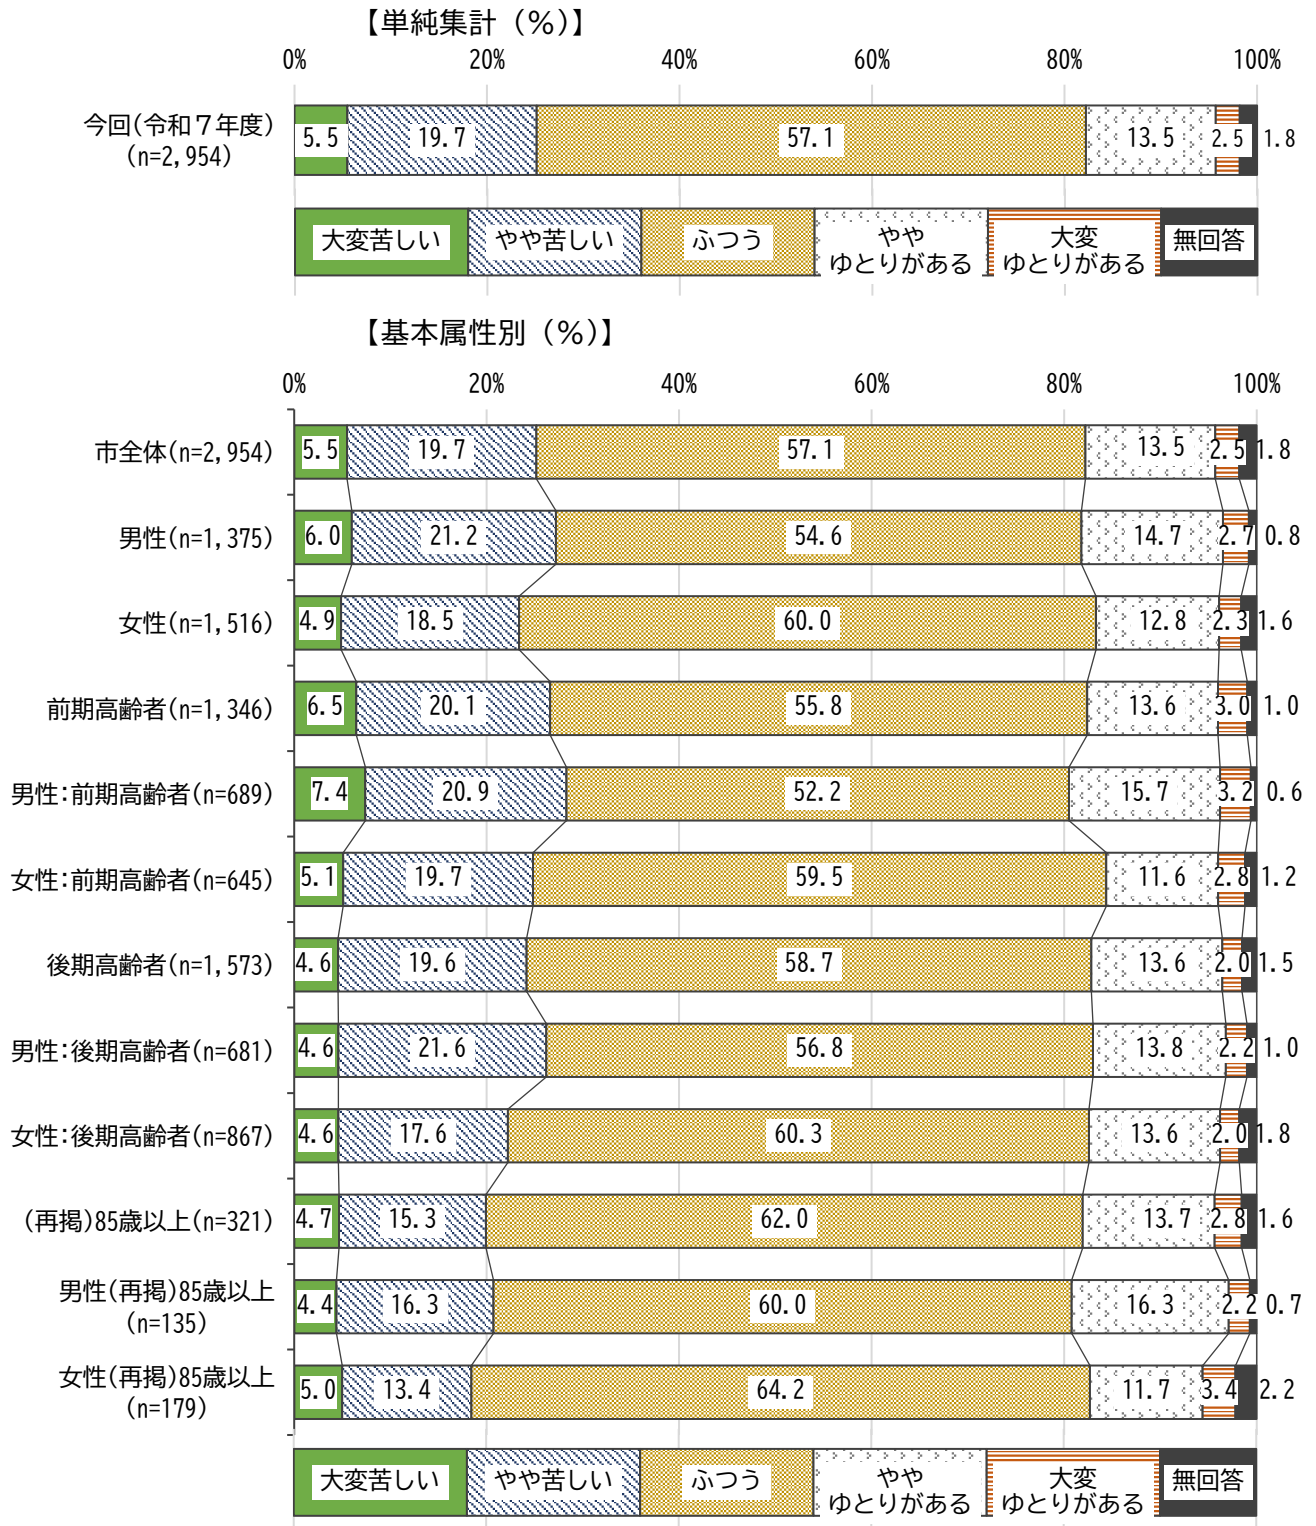 【単純集計（％）】
0% 20% 40% 60% 80% 100%
今回(令和７年度)
(n=2,954)
5.5 19.7 57.1 13.5 2.5 1.8
大変苦しい やや苦しい ふつう やや 大変 無回答
ゆとりがある ゆとりがある
【基本属性別（％）】
0% 20% 40% 60% 80% 100%
市全体(n=2,954) 5.5 19.7 57.1 13.5 2.5 1.8
男性(n=1,375) 6.0 21.2 54.6 14.7 2.7 0.8
女性(n=1,516) 4.9 18.5 60.0 12.8 2.3 1.6
前期高齢者(n=1,346) 6.5 20.1 55.8 13.6 3.0 1.0
男性:前期高齢者(n=689) 7.4 20.9 52.2 15.7 3.2 0.6
女性:前期高齢者(n=645) 5.1 19.7 59.5 11.6 2.8 1.2
後期高齢者(n=1,573) 4.6 19.6 58.7 13.6 2.0 1.5
男性:後期高齢者(n=681) 4.6 21.6 56.8 13.8 2.2 1.0
女性:後期高齢者(n=867) 4.6 17.6 60.3 13.6 2.0 1.8
(再掲)85歳以上(n=321) 4.7 15.3 62.0 13.7 2.8 1.6
男性(再掲)85歳以上
(n=135)
4.4 16.3 60.0 16.3 2.2 0.7
女性(再掲)85歳以上
(n=179)
5.0 13.4 64.2 11.7 3.4 2.2
大変苦しい やや苦しい ふつう やや 大変 無回答
ゆとりがある ゆとりがある